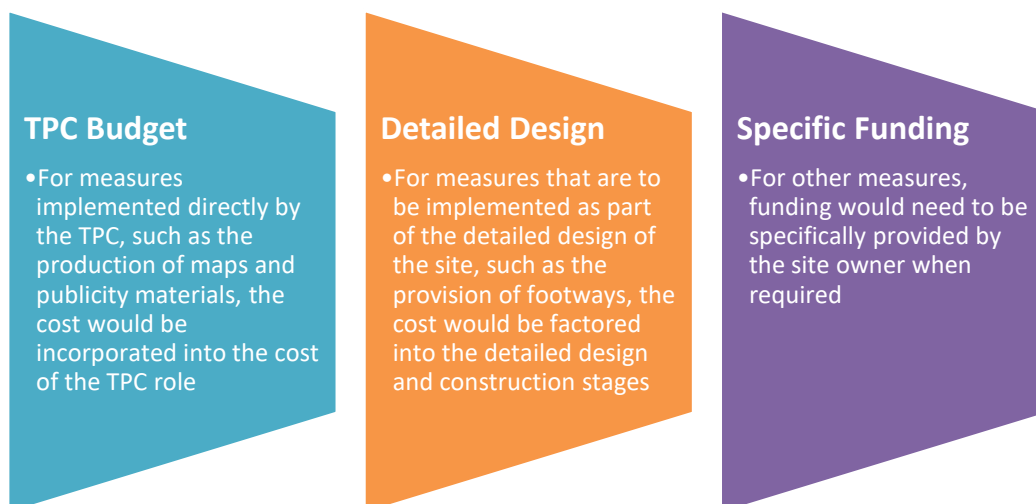 TPC Budget
•For measures
implemented directly by
the TPC, such as the
production of maps and
publicity materials, the
cost would be
incorporated into the cost
of the TPC role
Detailed Design
•For measures that are to
be implemented as part
of the detailed design of
the site, such as the
provision of footways, the
cost would be factored
into the detailed design
and construction stages
Specific Funding
•For other measures,
funding would need to be
specifically provided by
the site owner when
required